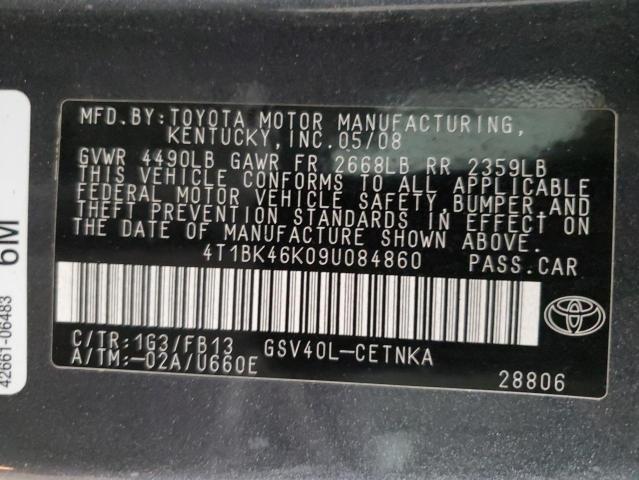 MFD.BY:TOYOTA MOTOR MANUFACTURING,
KENTUCKY,INC.05/08
GVWR 4490LB GAWR FR 2668LB RR 2359LB
THIS VEHICLE CONFORMS TO ALL APPLICABLE
FEDERAL MOTOR VEHICLE SAFETY,BUMPER,AND
THEFT PREVENTION STANDARDS IN EFFECT ON
THE DATE OF MANUFACTURE SHOWN ABOVE.
4T1BK46K09U084860 PASS.CAR
C/TR:1G3/FB13 GSV40L-CETNKA
A/TM:-02A/U660E
28806
42661-06483 6M